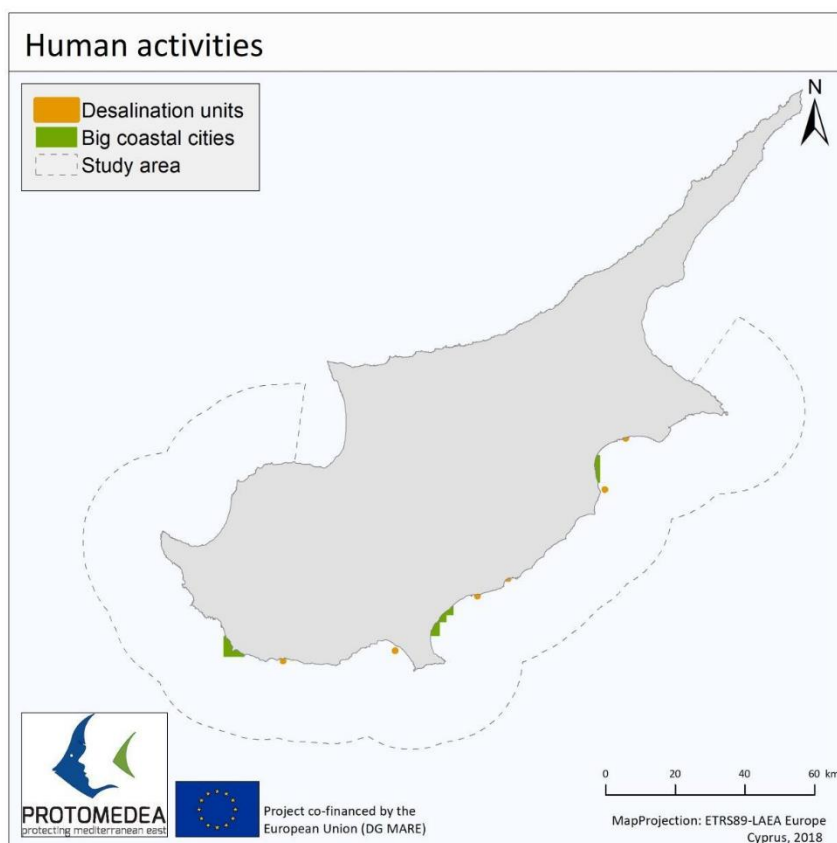 Human activities
Desalination units
Big coastal cities
Study area
N
PROTOMEDEA
protecting mediterranean east
Project co-financed by the
European Union (DG MARE)
0 20 40 60 km
MapProjection: ETRS89-LAEA Europe
Cyprus, 2018